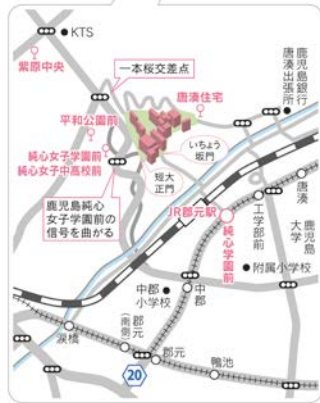 KTS
紫原中央
一本桜交差点
唐湊住宅
鹿児島銀行
唐湊出張所
平和公園前
いちょう
坂門
純心女子学園前
純心女子中高校前
短大
正門
鹿児島純心
女子学園前の
信号を曲がる
JR郡元駅
純心学園前
工学部前
唐湊
鹿児島
大学
附属小学校
中郡
小学校
中郡
郡元
(南側)
涙橋
郡元
鴨池
20